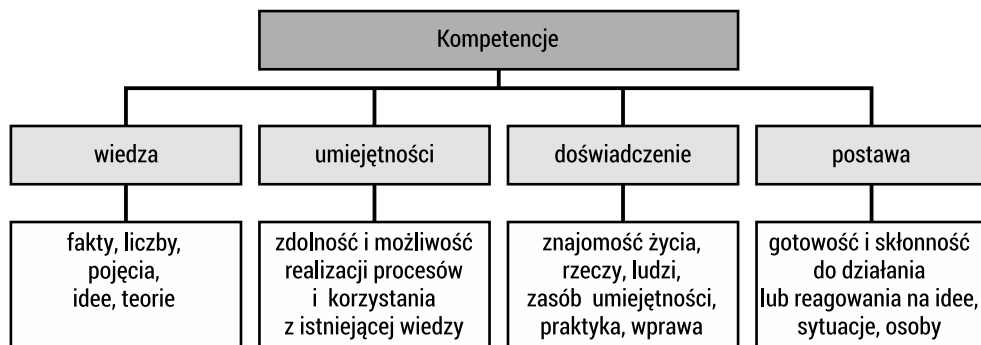 Kompetencje
wiedza
umiejętności
doświadczenie
postawa
fakty, liczby,
pojęcia,
idee, teorie
zdolność i możliwość
realizacji procesów
i korzystania
z istniejącej wiedzy
znajomość życia,
rzeczy, ludzi,
zasób umiejętności,
praktyka, wprawa
gotowość i skłonność
do działania
lub reagowania na idee,
sytuacje, osoby